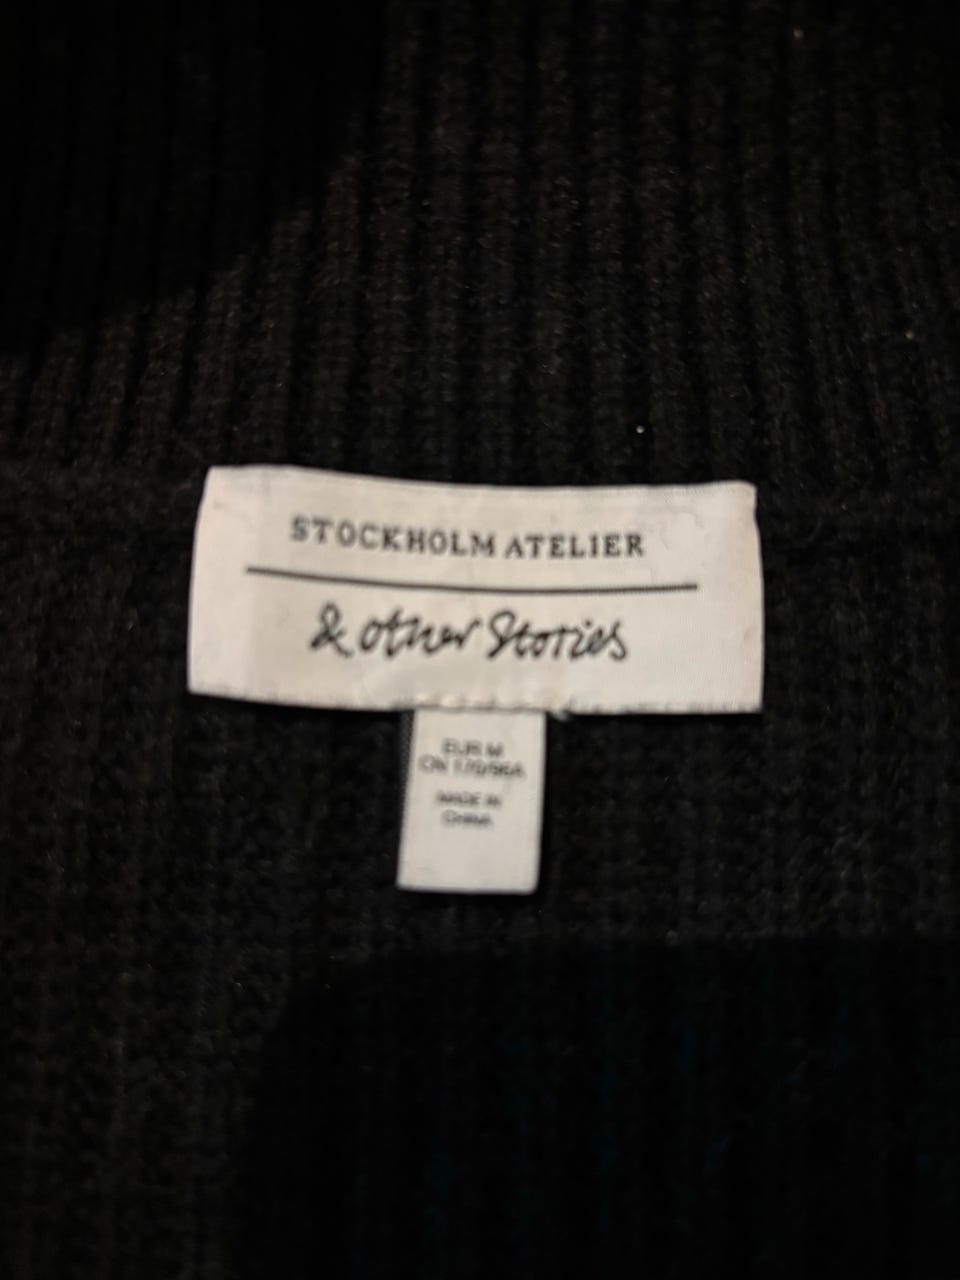 STOCKHOLM ATELIER
& other Stories
EUR M
CN 170/96A
MADE IN
CHINA